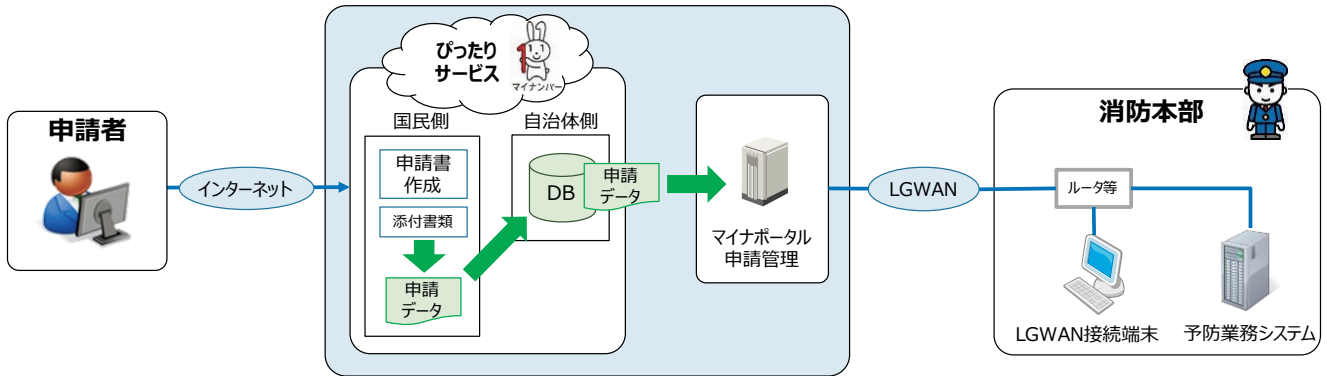 申請者
インターネット
ぴったり
サービス
マイナンバー
国民側
申請書
作成
添付書類
申請
データ
自治体側
DB
申請
データ
マイナポータル
申請管理
LGWAN
消防本部
ルータ等
LGWAN接続端末
予防業務システム